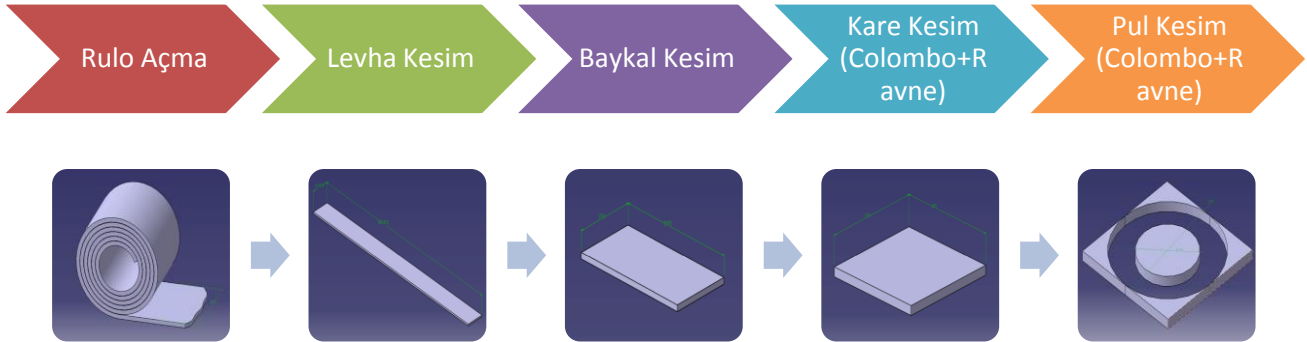 Rulo Açma
Levha Kesim
Baykal Kesim
Kare Kesim
(Colombo+R
avne)
Pul Kesim
(Colombo+R
avne)